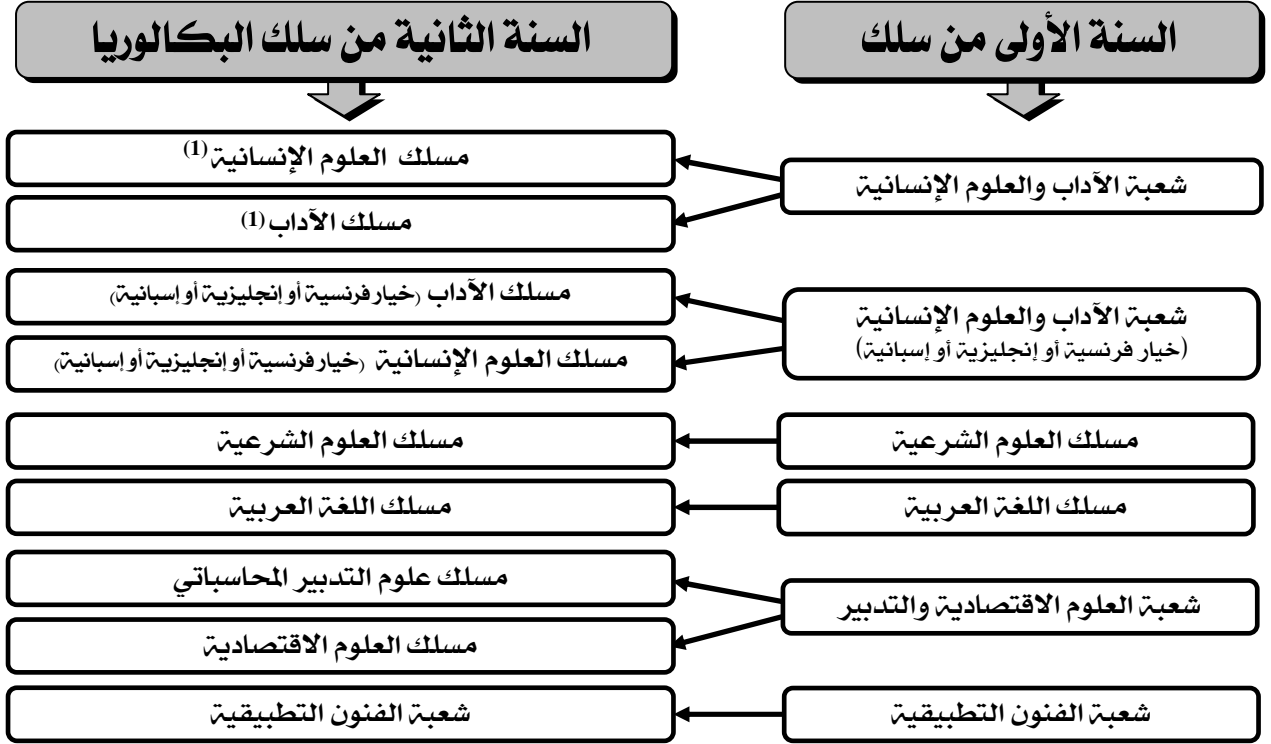 السنة الأولى من سلك
السنة الثانية من سلك البكالوريا
شعبة الآداب والعلوم الإنسانية
مسلك العلوم الإنسانية (1)
مسلك الآداب (1)
شعبة الآداب والعلوم الإنسانية
(خيار فرنسية أو إنجليزية أو إسبانية)
مسلك الآداب (خيار فرنسية أو إنجليزية أو إسبانية)
مسلك العلوم الإنسانية (خيار فرنسية أو إنجليزية أو إسبانية)
مسلك العلوم الشرعية
مسلك العلوم الشرعية
مسلك اللغة العربية
مسلك اللغة العربية
شعبة العلوم الاقتصادية والتدبير
مسلك علوم التدبير المحاسباتي
مسلك العلوم الاقتصادية
شعبة الفنون التطبيقية
شعبة الفنون التطبيقية